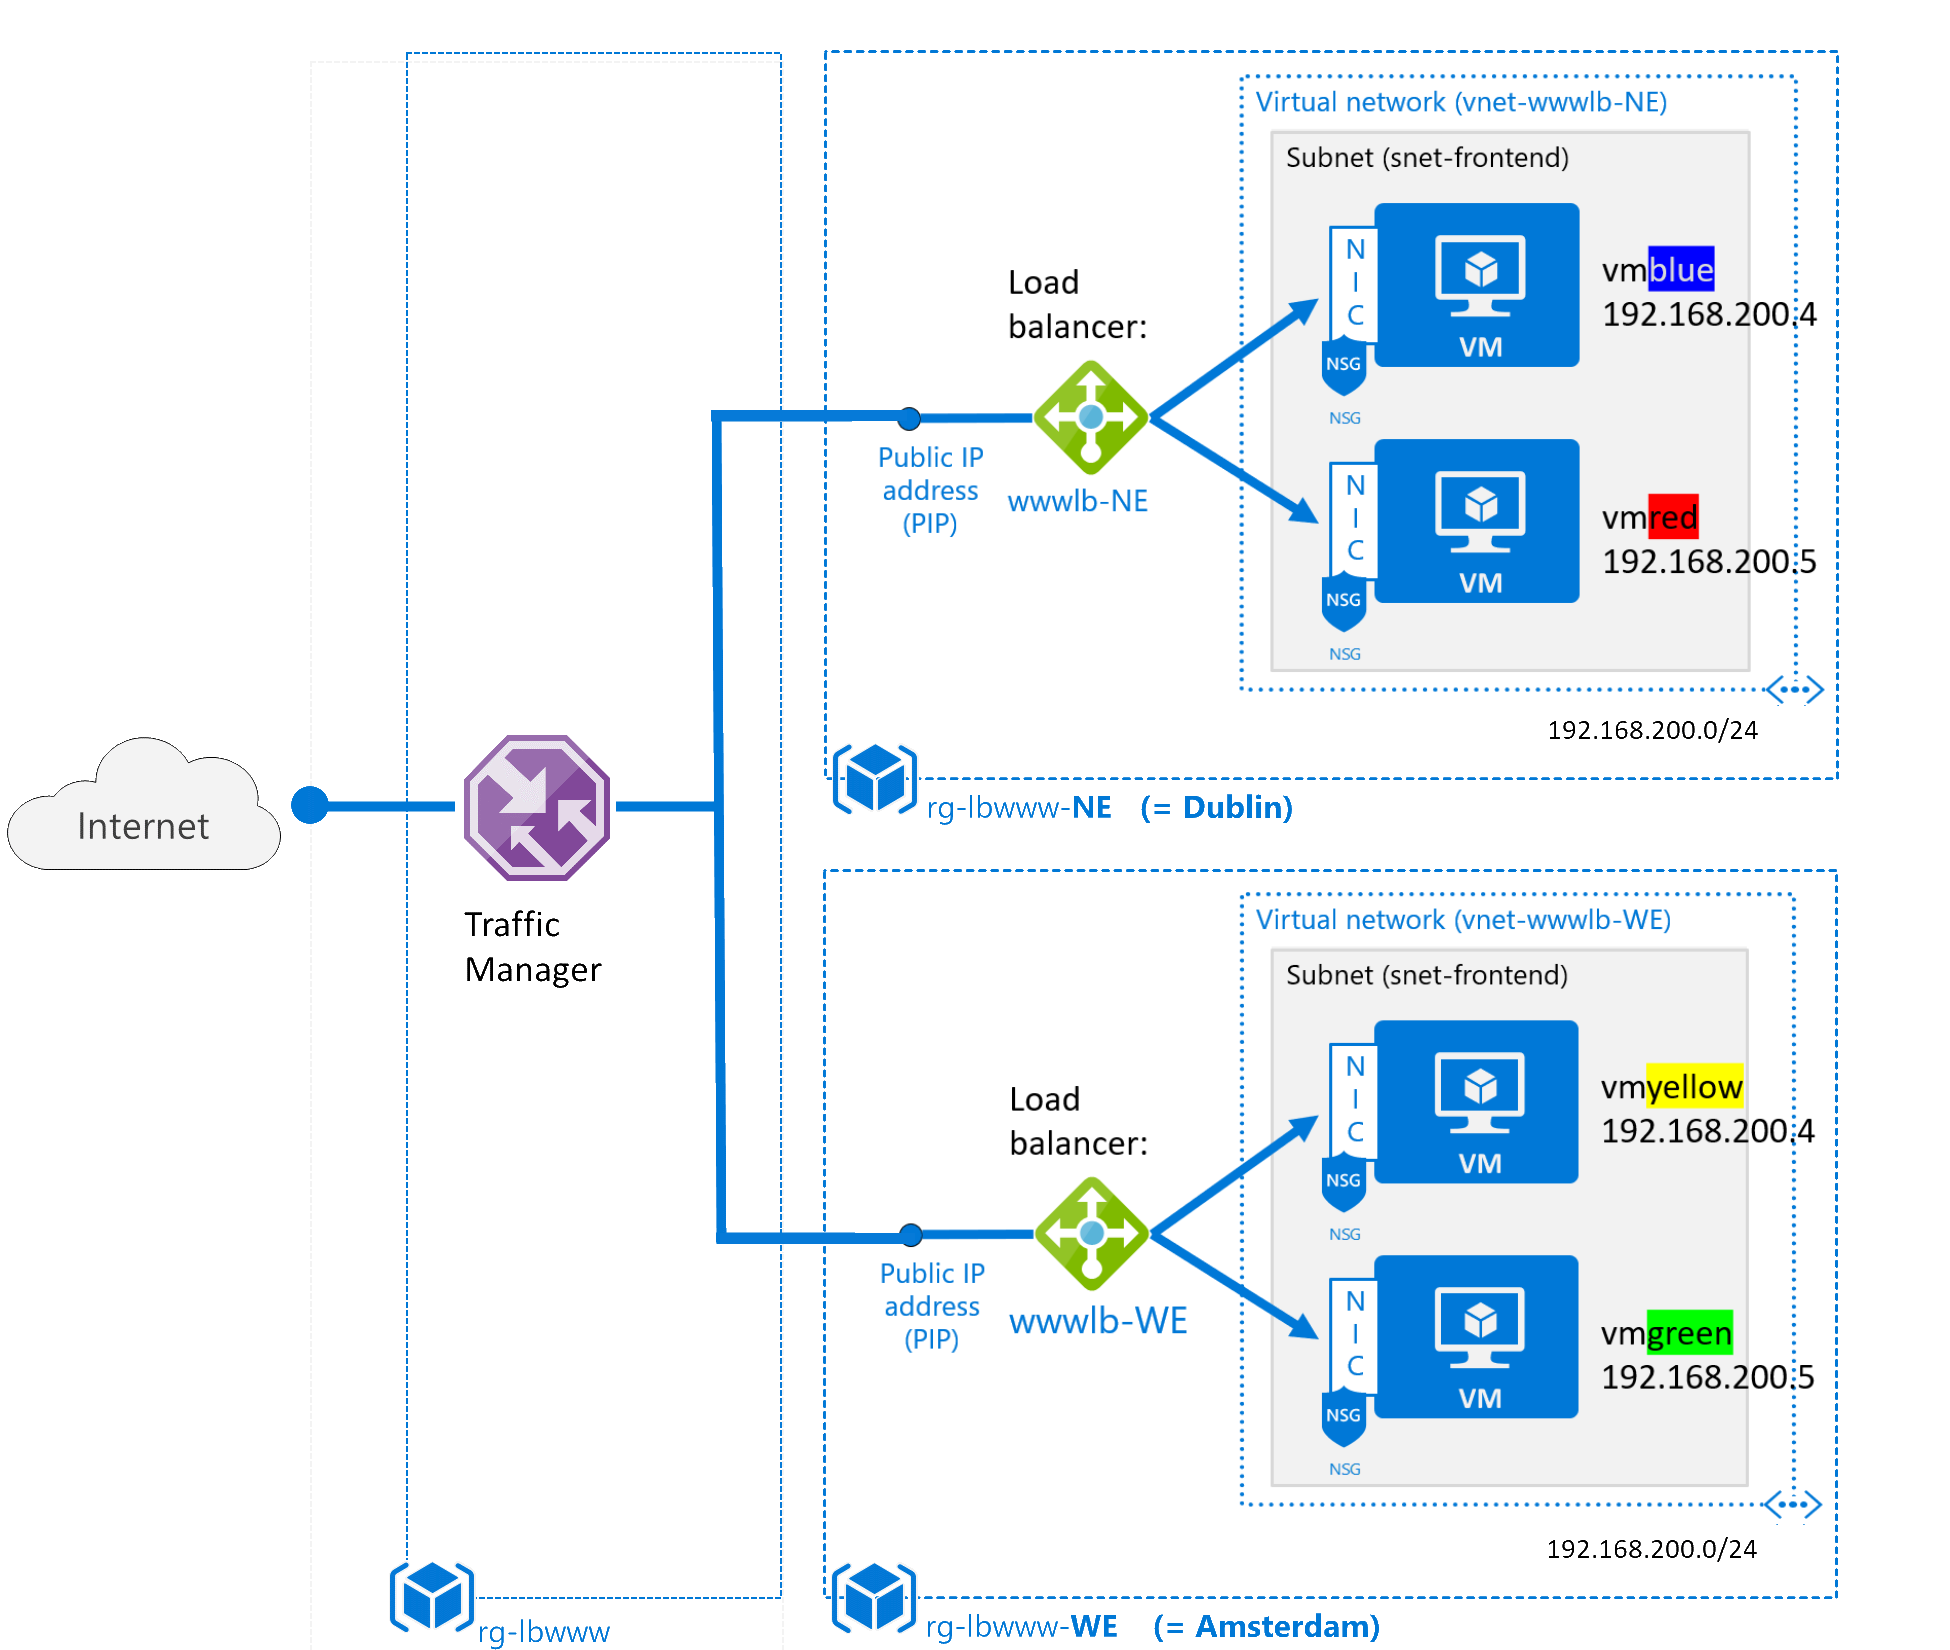 Internet
Traffic
Manager
rg-lbwww
Virtual network (vnet-wwwlb-NE)
Subnet (snet-frontend)
Load
balancer:
Public IP
address
(PIP)
wwwlb-NE
N
I
C
NSG
NSG
VM
vmblue
192.168.200.4
N
I
C
NSG
NSG
VM
vmred
192.168.200.5
192.168.200.0/24
rg-lbwww-NE (= Dublin)
Virtual network (vnet-wwwlb-WE)
Subnet (snet-frontend)
Load
balancer:
Public IP
address
(PIP)
wwwlb-WE
N
I
C
NSG
NSG
VM
vmyellow
192.168.200.4
N
I
C
NSG
NSG
VM
vmgreen
192.168.200.5
192.168.200.0/24
rg-lbwww-WE (= Amsterdam)